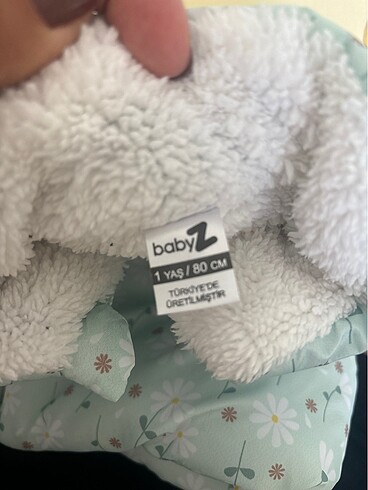 babyZ
1 YAŞ / 80 CM
TÜRKİYE'DE
ÜRETİLMİŞTİR